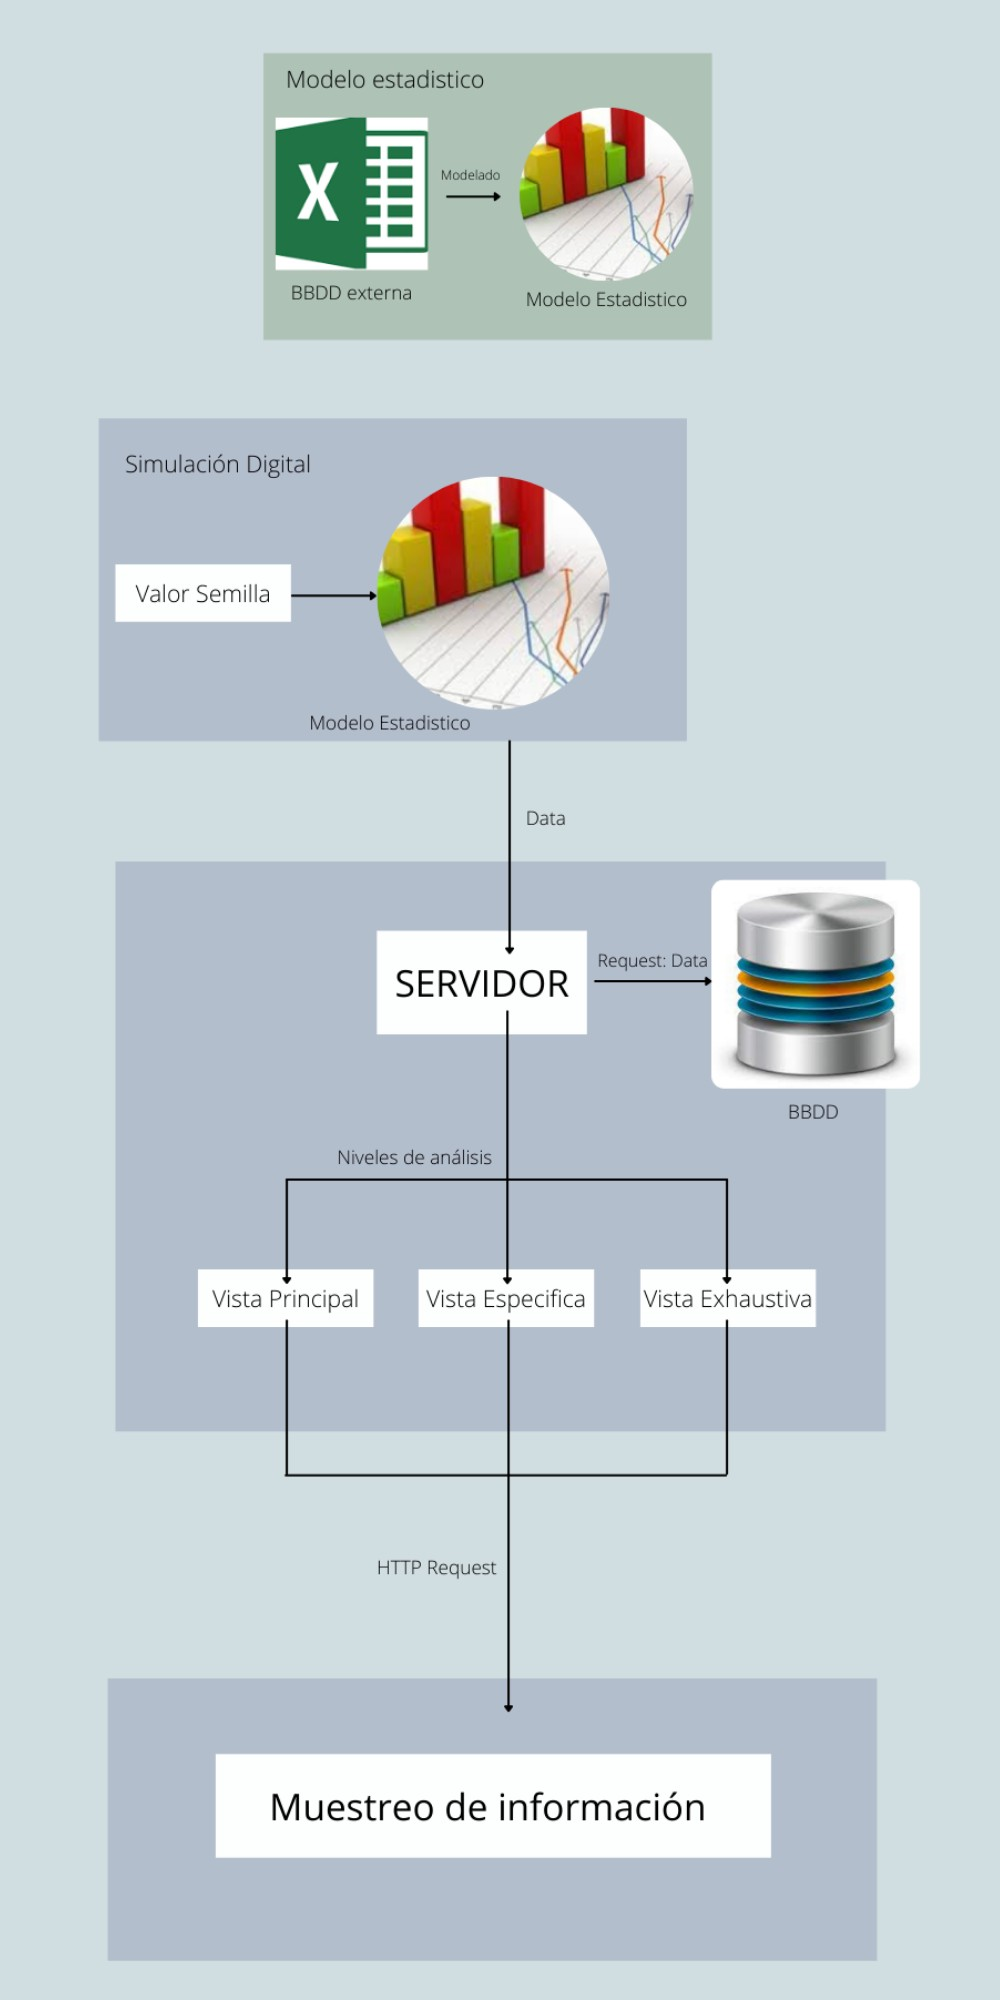 Modelo estadistico
X
Modelado
BBDD externa
Modelo Estadistico
Simulación Digital
Valor Semilla
Modelo Estadistico
Data
SERVIDOR
Request: Data
BBDD
Niveles de análisis
Vista Principal
Vista Especifica
Vista Exhaustiva
HTTP Request
Muestreo de información